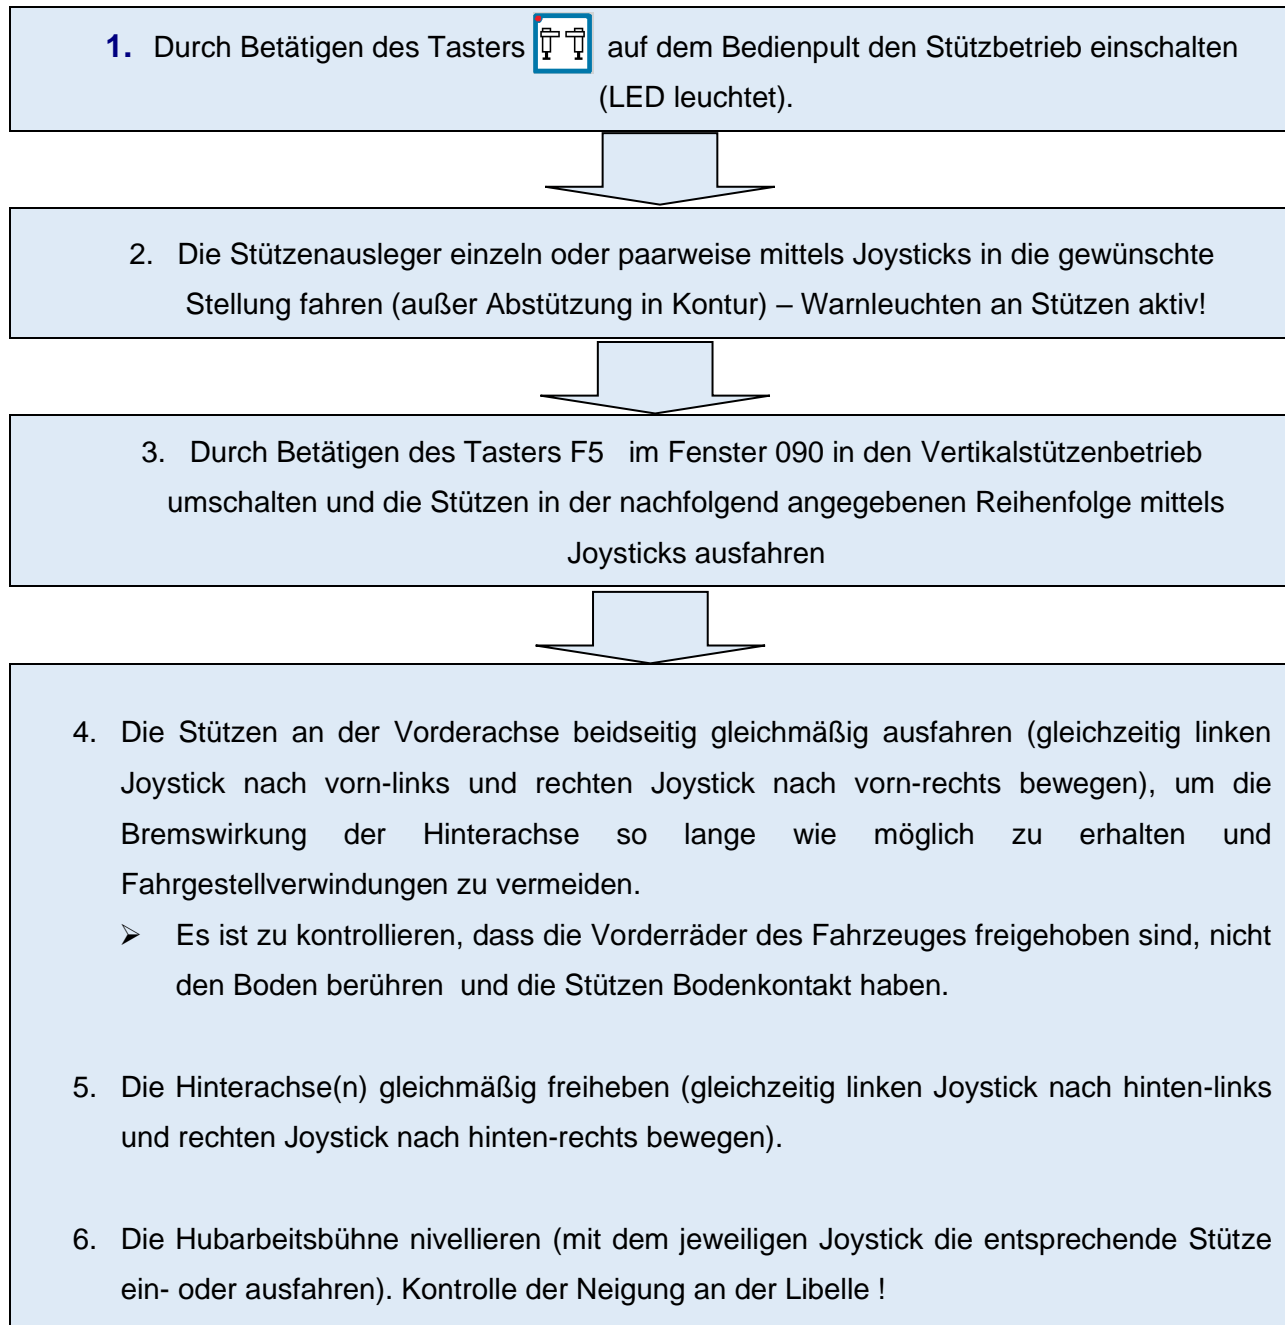 1. Durch Betätigen des Tasters auf dem Bedienpult den Stützbetrieb einschalten
(LED leuchtet).
2. Die Stützenausleger einzeln oder paarweise mittels Joysticks in die gewünschte
Stellung fahren (außer Abstützung in Kontur) – Warnleuchten an Stützen aktiv!
3. Durch Betätigen des Tasters F5 im Fenster 090 in den Vertikalstützenbetrieb
umschalten und die Stützen in der nachfolgend angegebenen Reihenfolge mittels
Joysticks ausfahren
4. Die Stützen an der Vorderachse beidseitig gleichmäßig ausfahren (gleichzeitig linken
Joystick nach vorn-links und rechten Joystick nach vorn-rechts bewegen), um die
Bremswirkung der Hinterachse so lange wie möglich zu erhalten und
Fahrgestellverwindungen zu vermeiden.
➢ Es ist zu kontrollieren, dass die Vorderräder des Fahrzeuges freigehoben sind, nicht
den Boden berühren und die Stützen Bodenkontakt haben.
5. Die Hinterachse(n) gleichmäßig freiheben (gleichzeitig linken Joystick nach hinten-links
und rechten Joystick nach hinten-rechts bewegen).
6. Die Hubarbeitsbühne nivellieren (mit dem jeweiligen Joystick die entsprechende Stütze
ein- oder ausfahren). Kontrolle der Neigung an der Libelle !